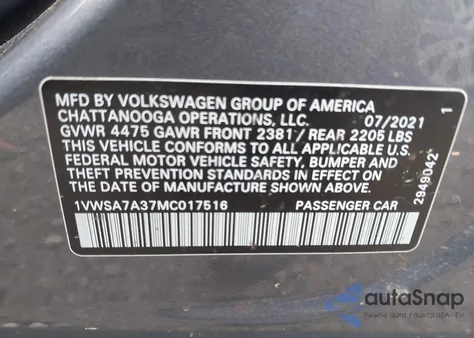 MFD BY VOLKSWAGEN GROUP OF AMERICA
CHATTANOOGA OPERATIONS, LLC. 07/2021
GVWR 4475 GAWR FRONT 2381 / REAR 2205 LBS
THIS VEHICLE CONFORMS TO ALL APPLICABLE
FEDERAL MOTOR VEHICLE SAFETY, BUMPER AND
THEFT PREVENTION STANDARDS IN EFFECT ON THE
DATE OF MANUFACTURE SHOWN ABOVE.
1VWSA7A37MC017516 PASSENGER CAR
2949042 1
autaSnap